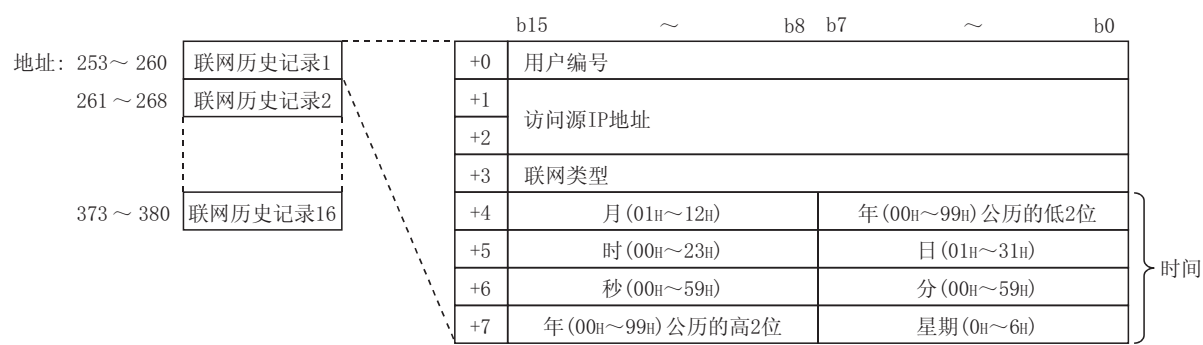 b15 ～ b8 b7 ～ b0
地址: 253～260 联网历史记录1 +0 用户编号
261～268 联网历史记录2 +1
访问源IP地址
+2
+3 联网类型
373～380 联网历史记录16 +4 月(01H～12H) 年(00H～99H)公历的低2位
+5 时(00H～23H) 日(01H～31H)
时间
+6 秒(00H～59H) 分(00H～59H)
+7 年(00H～99H)公历的高2位 星期(0H～6H)